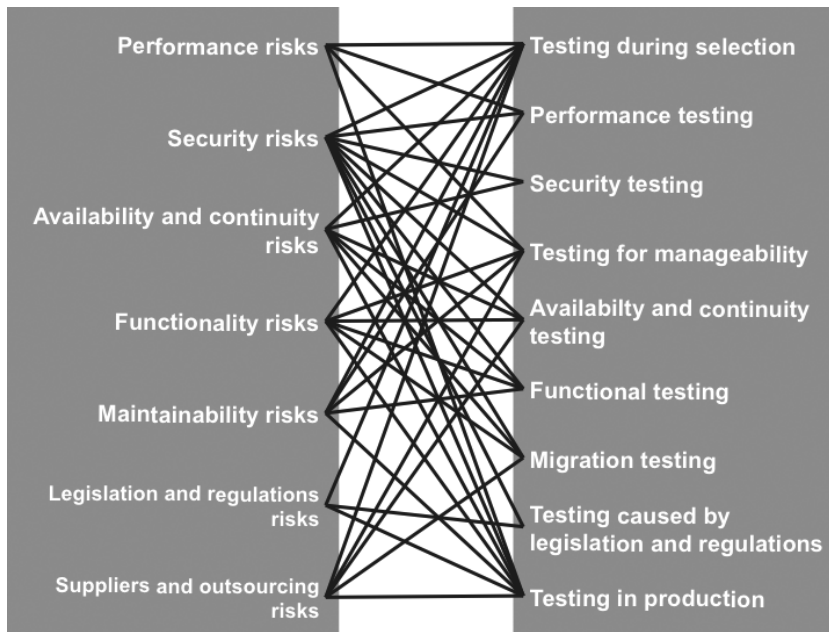 Performance risks
Security risks
Availability and continuity
risks
Functionality risks
Maintainability risks
Legislation and regulations
risks
Suppliers and outsourcing
risks
Testing during selection
Performance testing
Security testing
Testing for manageability
Availabilty and continuity
testing
Functional testing
Migration testing
Testing caused by
legislation and regulations
Testing in production